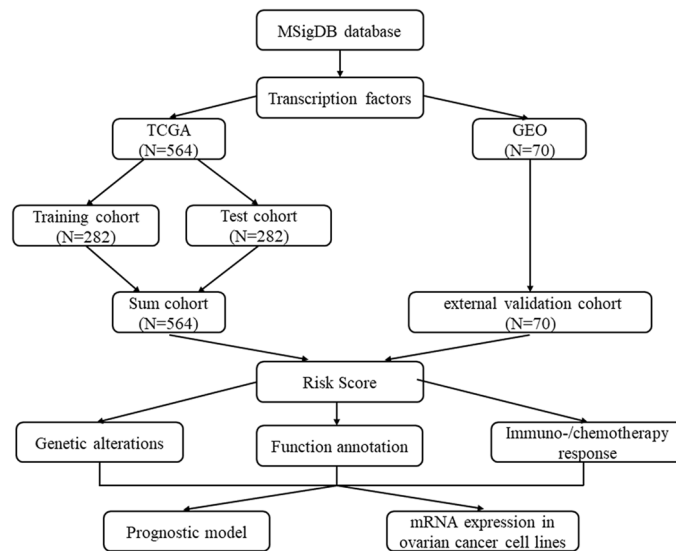 MSigDB database
Transcription factors
TCGA
(N=564)
GEO
(N=70)
Training cohort
(N=282)
Test cohort
(N=282)
Sum cohort
(N=564)
external validation cohort
(N=70)
Risk Score
Genetic alterations
Function annotation
Immuno-/chemotherapy
response
Prognostic model
mRNA expression in
ovarian cancer cell lines